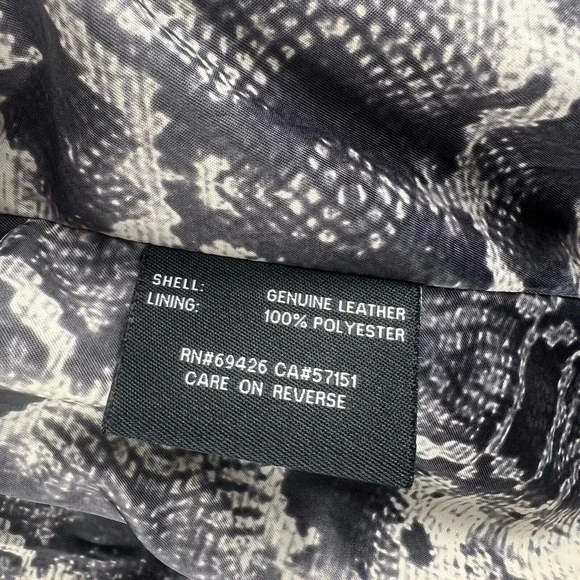 SHELL: GENUINE LEATHER
LINING: 100% POLYESTER
RN#69426 CA#57151
CARE ON REVERSE